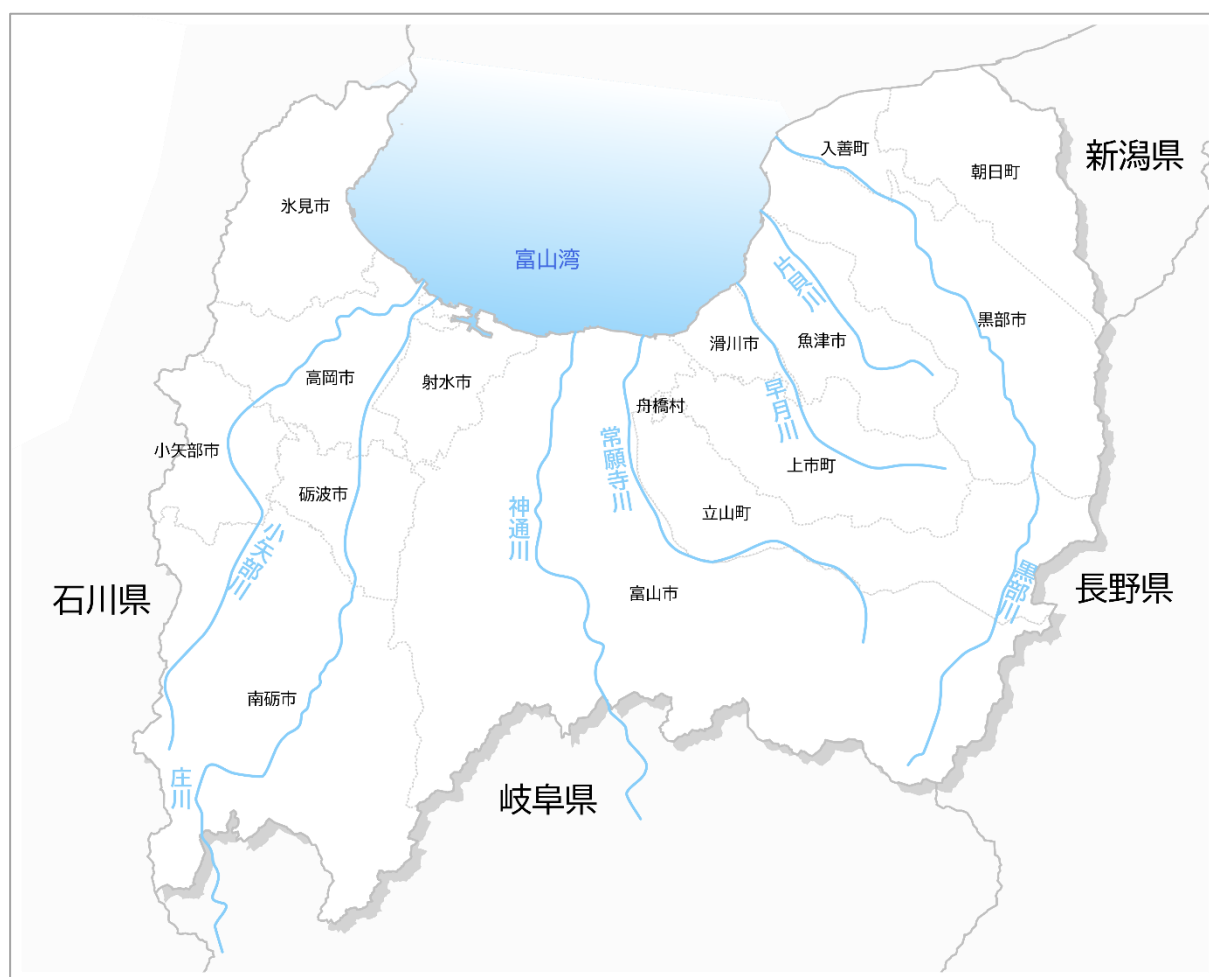 入善町
新潟県
朝日町
氷見市
富山湾
片貝川
黒部市
滑川市
魚津市
高岡市
射水市
舟橋村
早月川
小矢部市
常願寺川
上市町
砺波市
神通川
立山町
小矢部川
石川県
富山市
黒部川
長野県
南砺市
庄川
岐阜県